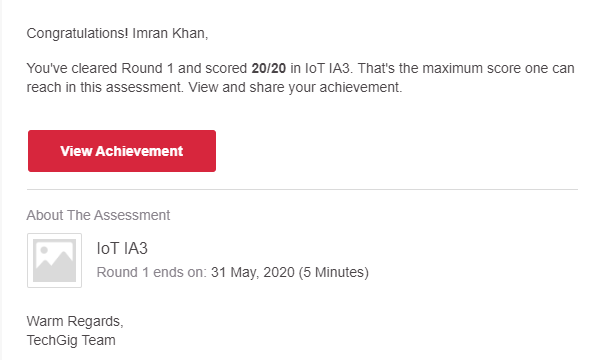 Congratulations! Imran Khan,
You've cleared Round 1 and scored 20/20 in IoT IA3. That's the maximum score one can
reach in this assessment. View and share your achievement.
View Achievement
About The Assessment
IoT IA3
Round 1 ends on: 31 May, 2020 (5 Minutes)
Warm Regards,
TechGig Team